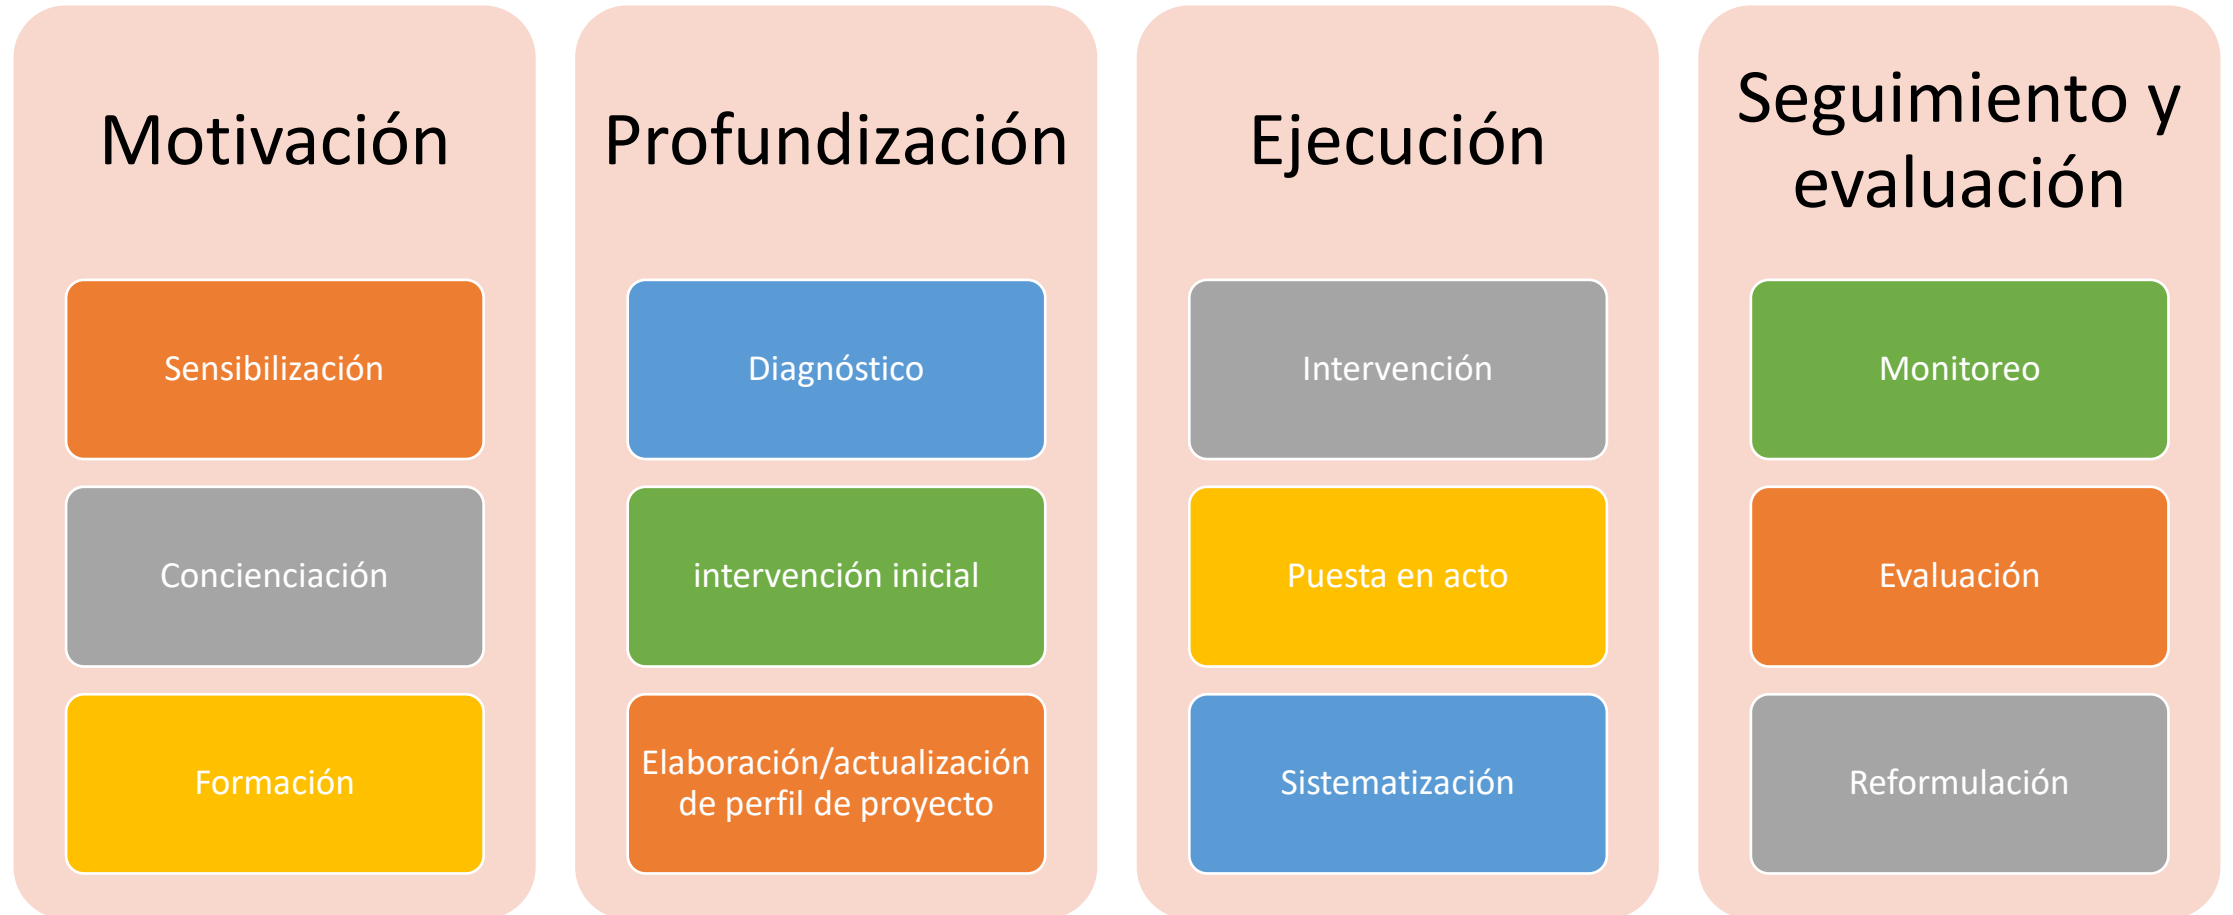 Motivación
Sensibilización
Concienciación
Formación
Profundización
Diagnóstico
intervención inicial
Elaboración/actualización
de perfil de proyecto
Ejecución
Intervención
Puesta en acto
Sistematización
Seguimiento y
evaluación
Monitoreo
Evaluación
Reformulación